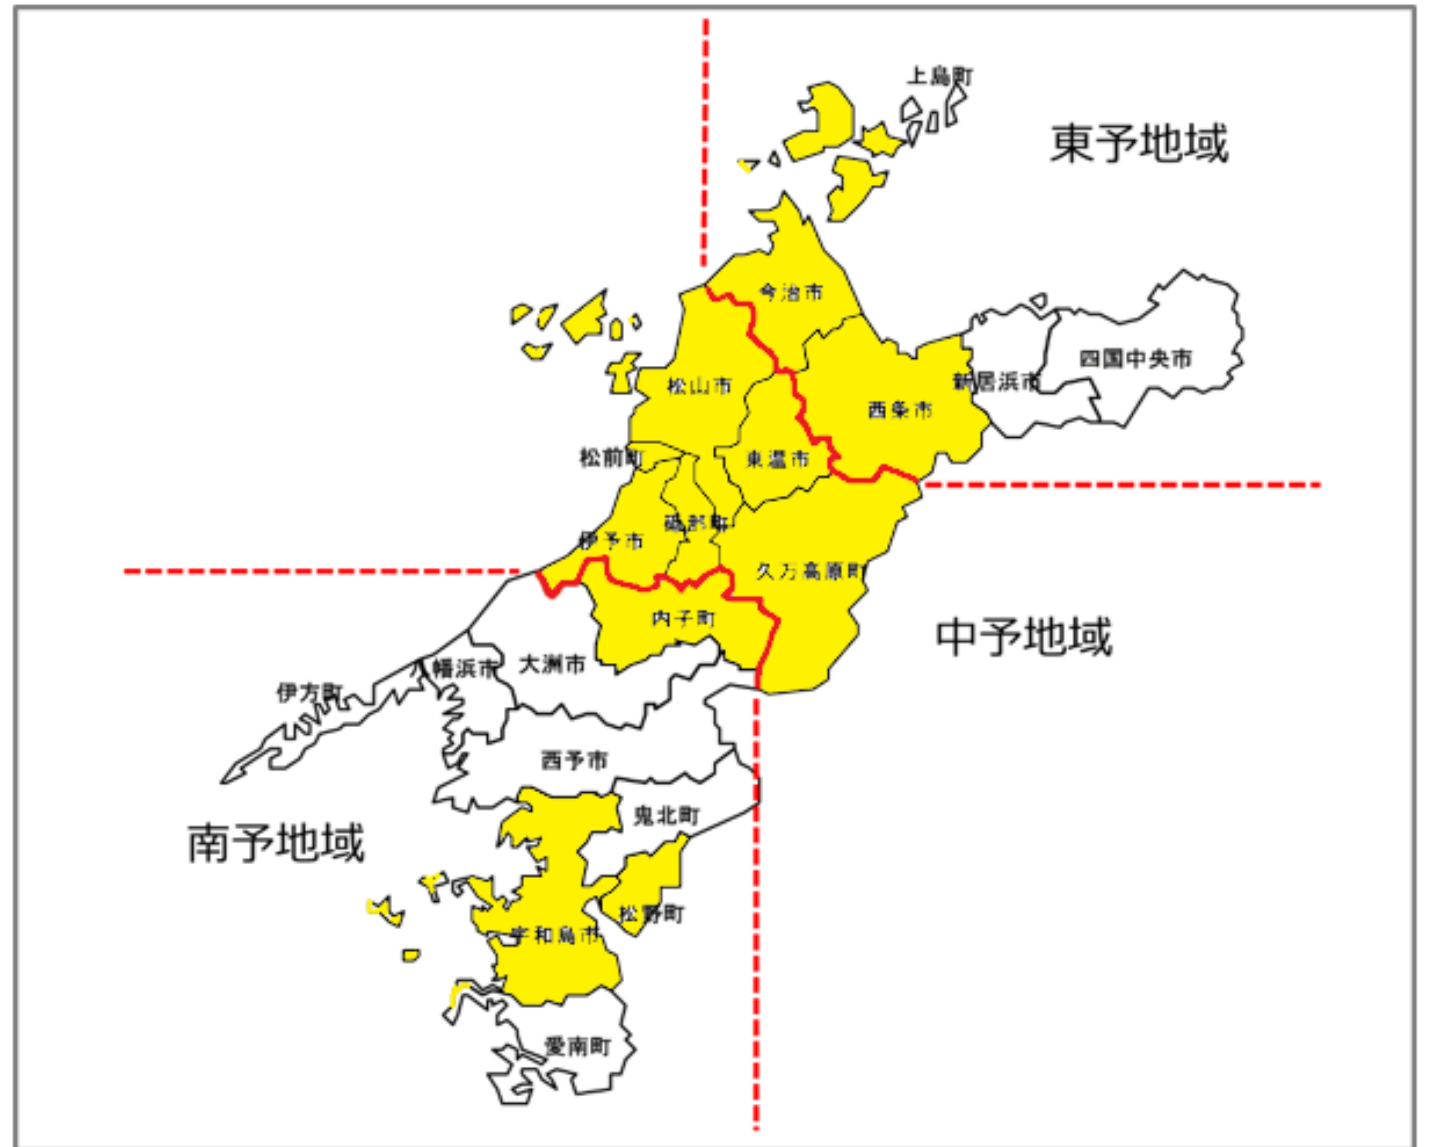 上島町
東予地域
今治市
四国中央市
新居浜市
松山市
西条市
松前町
東温市
砥部町
伊予市
久万高原町
内子町
中予地域
大洲市
八幡浜市
伊方町
西予市
鬼北町
南予地域
松野町
宇和島市
愛南町